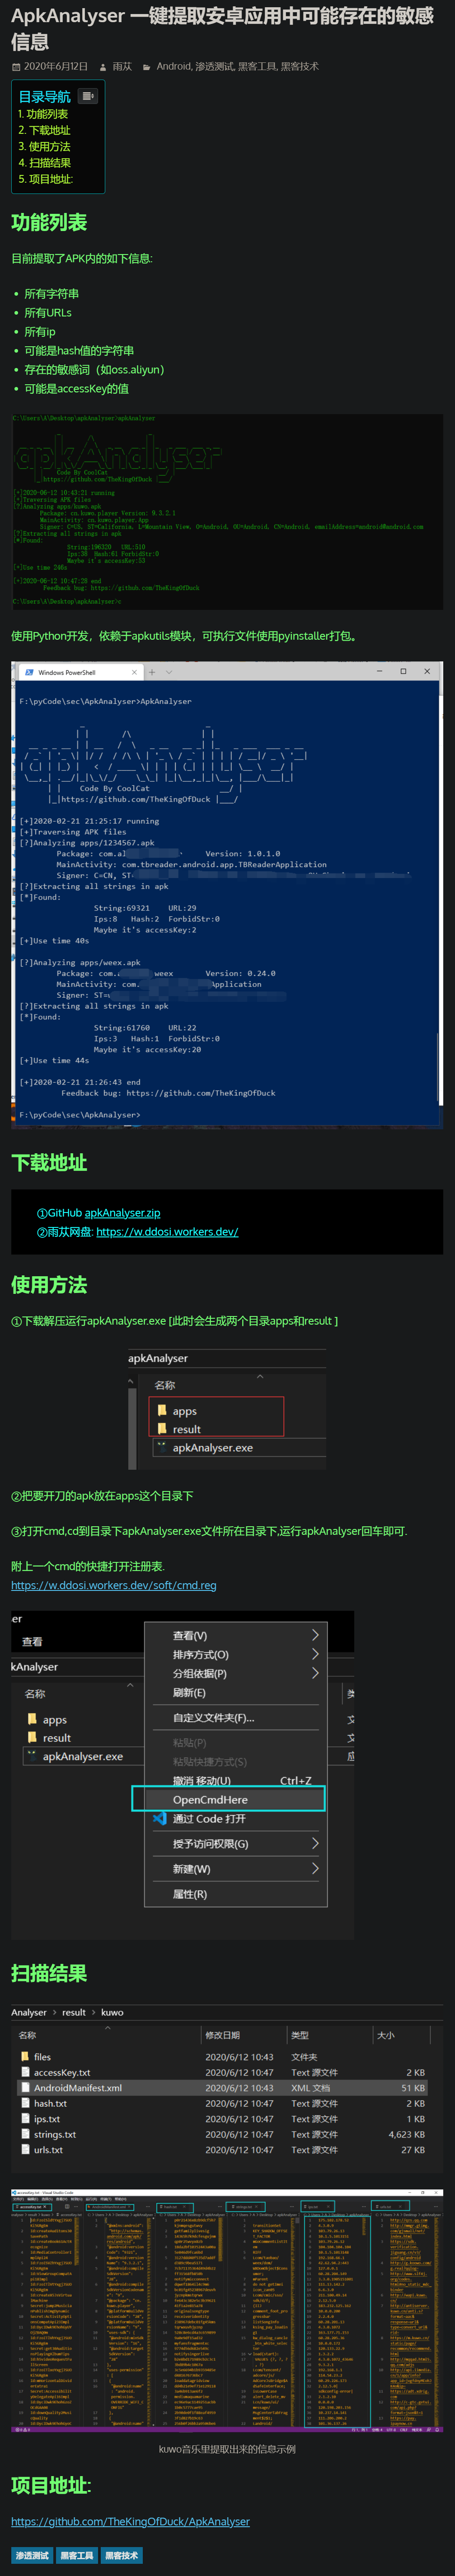 ApkAnalyser 一键提取安卓应用中可能存在的敏感
信息
2020年6月12日 雨苁 Android, 渗透测试, 黑客工具, 黑客技术
目录导航
1. 功能列表
2. 下载地址
3. 使用方法
4. 扫描结果
5. 项目地址:
功能列表
目前提取了APK内的如下信息:
所有字符串
所有URLs
所有ip
可能是hash值的字符串
存在的敏感词（如oss.aliyun）
可能是accessKey的值
C:\Users\A\Desktop\apkAnalyser>apkAnalyser
Code By CoolCat
https://github.com/TheKingOfDuck
[+]2020-06-12 10:43:21 running
[+]Traversing APK files
[?]Analyzing apps/kuwo.apk
Package: cn.kuwo.player Version: 9.3.2.1
MainActivity: cn.kuwo.player.App
Signer: C=US, ST=California, L=Mountain View, O=Android, OU=Android, CN=Android, emailAddress=android@android.com
[?]Extracting all strings in apk
[*]Found:
String:196320 URL:510
Ips:38 Hash:61 ForbidStr:0
Maybe it's accessKey:53
[+]Use time 246s
[+]2020-06-12 10:47:28 end
Feedback bug: https://github.com/TheKingOfDuck
C:\Users\A\Desktop\apkAnalyser>
使用Python开发，依赖于apkutils模块，可执行文件使用pyinstaller打包。
Windows PowerShell
F:\pyCode\sec\ApkAnalyser>ApkAnalyser
Code By CoolCat
https://github.com/TheKingOfDuck
[+]2020-02-21 21:25:17 running
[+]Traversing APK files
[?]Analyzing apps/1234567.apk
Package: com.al Version: 1.0.1.0
MainActivity: com.tbreader.android.app.TBReaderApplication
Signer: C=CN, ST=
[?]Extracting all strings in apk
[*]Found:
String:69321 URL:29
Ips:8 Hash:2 ForbidStr:0
Maybe it's accessKey:2
[+]Use time 40s
[?]Analyzing apps/weex.apk
Package: com. weex Version: 0.24.0
MainActivity: com. Application
Signer: ST=
[?]Extracting all strings in apk
[*]Found:
String:61760 URL:22
Ips:3 Hash:1 ForbidStr:0
Maybe it's accessKey:20
[+]Use time 44s
[+]2020-02-21 21:26:43 end
Feedback bug: https://github.com/TheKingOfDuck
F:\pyCode\sec\ApkAnalyser>
下载地址
①GitHub apkAnalyser.zip
②雨苁网盘: https://w.ddosi.workers.dev/
使用方法
①下载解压运行apkAnalyser.exe [此时会生成两个目录apps和result ]
apkAnalyser
名称
apps
result
apkAnalyser.exe
②把要开刀的apk放在apps这个目录下
③打开cmd,cd到目录下apkAnalyser.exe文件所在目录下,运行apkAnalyser回车即可.
附上一个cmd的快捷打开注册表.
https://w.ddosi.workers.dev/soft/cmd.reg
查看
kAnalyser
名称
apps
result
apkAnalyser.exe
查看(V)
排序方式(O)
分组依据(P)
刷新(E)
自定义文件夹(F)...
粘贴(P)
粘贴快捷方式(S)
撤消 移动(U) Ctrl+Z
OpenCmdHere
通过 Code 打开
授予访问权限(G)
新建(W)
属性(R)
扫描结果
Analyser result kuwo
名称 修改日期 类型 大小
files 2020/6/12 10:43 文件夹
accessKey.txt 2020/6/12 10:47 Text 源文件 2 KB
AndroidManifest.xml 2020/6/12 10:43 XML 文档 51 KB
hash.txt 2020/6/12 10:47 Text 源文件 2 KB
ips.txt 2020/6/12 10:47 Text 源文件 1 KB
strings.txt 2020/6/12 10:47 Text 源文件 4,623 KB
urls.txt 2020/6/12 10:47 Text 源文件 27 KB
kuwo音乐里提取出来的信息示例
项目地址:
https://github.com/TheKingOfDuck/ApkAnalyser
渗透测试 黑客工具 黑客技术